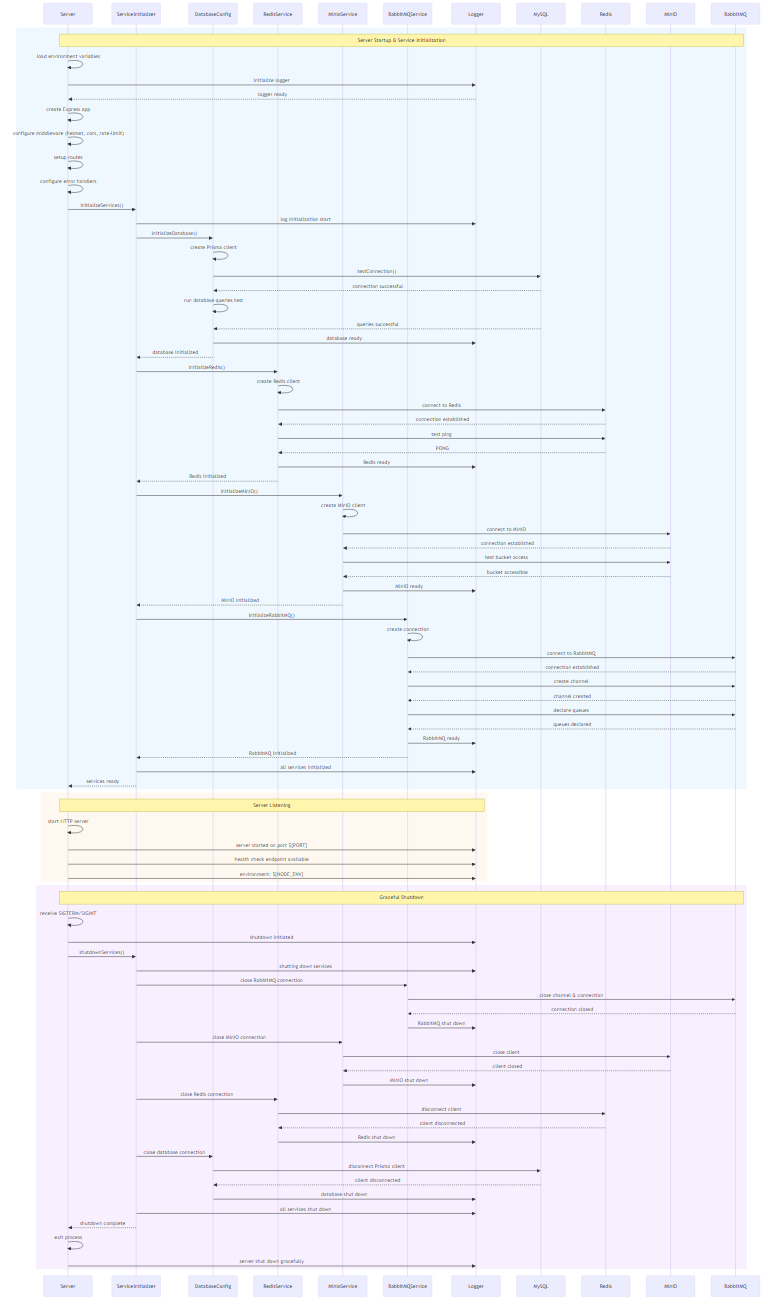 Server ServiceInitializer DatabaseConfig RedisService MinioService RabbitMQService Logger MySQL Redis MinIO RabbitMQ
Server Startup & Service Initialization
load environment variables
initialize logger
logger ready
create Express app
configure middleware (helmet, cors, rate-limit)
setup routes
configure error handlers
initializeServices()
log initialization start
initializeDatabase()
create Prisma client
testConnection()
connection successful
run database queries test
queries successful
database ready
database initialized
initializeRedis()
create Redis client
connect to Redis
connection established
test ping
PONG
Redis ready
Redis initialized
initializeMinIO()
create MinIO client
connect to MinIO
connection established
test bucket access
bucket accessible
MinIO ready
MinIO initialized
initializeRabbitMQ()
create connection
connect to RabbitMQ
connection established
create channel
channel created
declare queues
queues declared
RabbitMQ ready
RabbitMQ initialized
all services initialized
services ready
Server Listening
start HTTP server
server started on port ${PORT}
health check endpoint available
environment: ${NODE_ENV}
Graceful Shutdown
receive SIGTERM/SIGINT
shutdown initiated
shutdownServices()
shutting down services
close RabbitMQ connection
close channel & connection
connection closed
RabbitMQ shut down
close MinIO connection
close client
client closed
MinIO shut down
close Redis connection
disconnect client
client disconnected
Redis shut down
close database connection
disconnect Prisma client
client disconnected
database shut down
all services shut down
shutdown complete
exit process
server shut down gracefully
Server ServiceInitializer DatabaseConfig RedisService MinioService RabbitMQService Logger MySQL Redis MinIO RabbitMQ